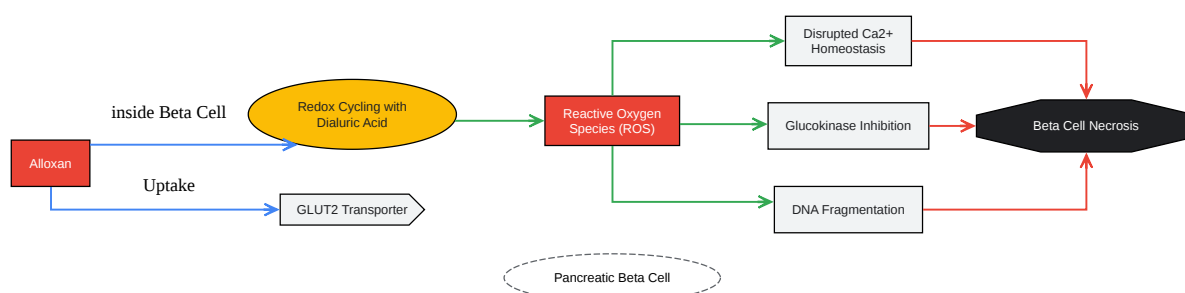 Disrupted Ca2+
Homeostasis
inside Beta Cell
Redox Cycling with
Dialuric Acid
Reactive Oxygen
Species (ROS)
Glucokinase Inhibition
Beta Cell Necrosis
Alloxan
Uptake
GLUT2 Transporter
DNA Fragmentation
Pancreatic Beta Cell